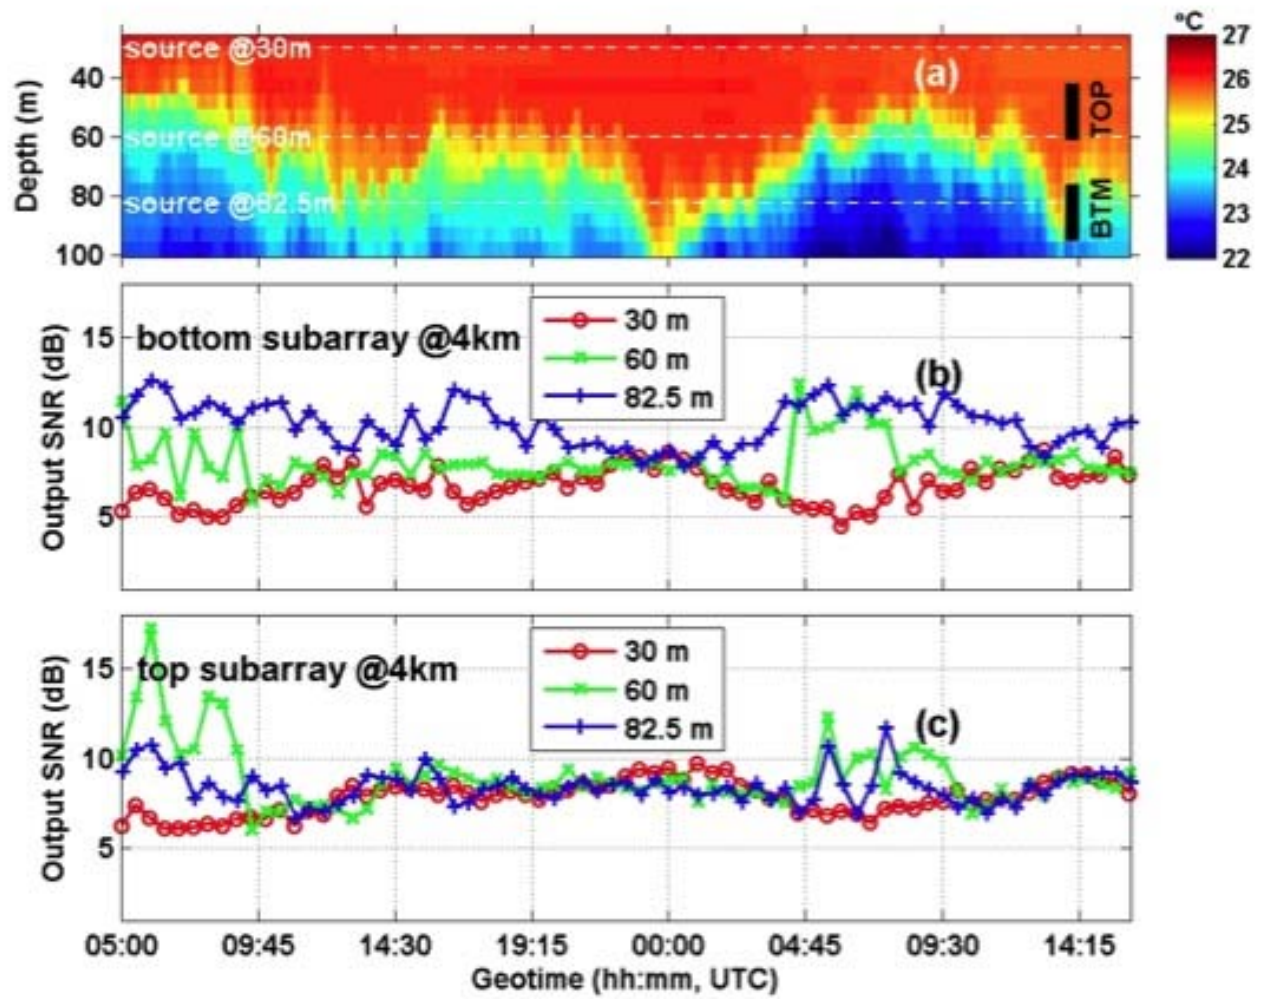 °C
27
26
25
24
23
22
source @30m
(a)
TOP
source @60m
source @82.5m
BTM
Depth (m)
40
60
80
100
bottom subarray @4km
30 m
60 m
82.5 m
(b)
Output SNR (dB)
15
10
5
top subarray @4km
30 m
60 m
82.5 m
(c)
Output SNR (dB)
15
10
5
05:00 09:45 14:30 19:15 00:00 04:45 09:30 14:15
Geotime (hh:mm, UTC)